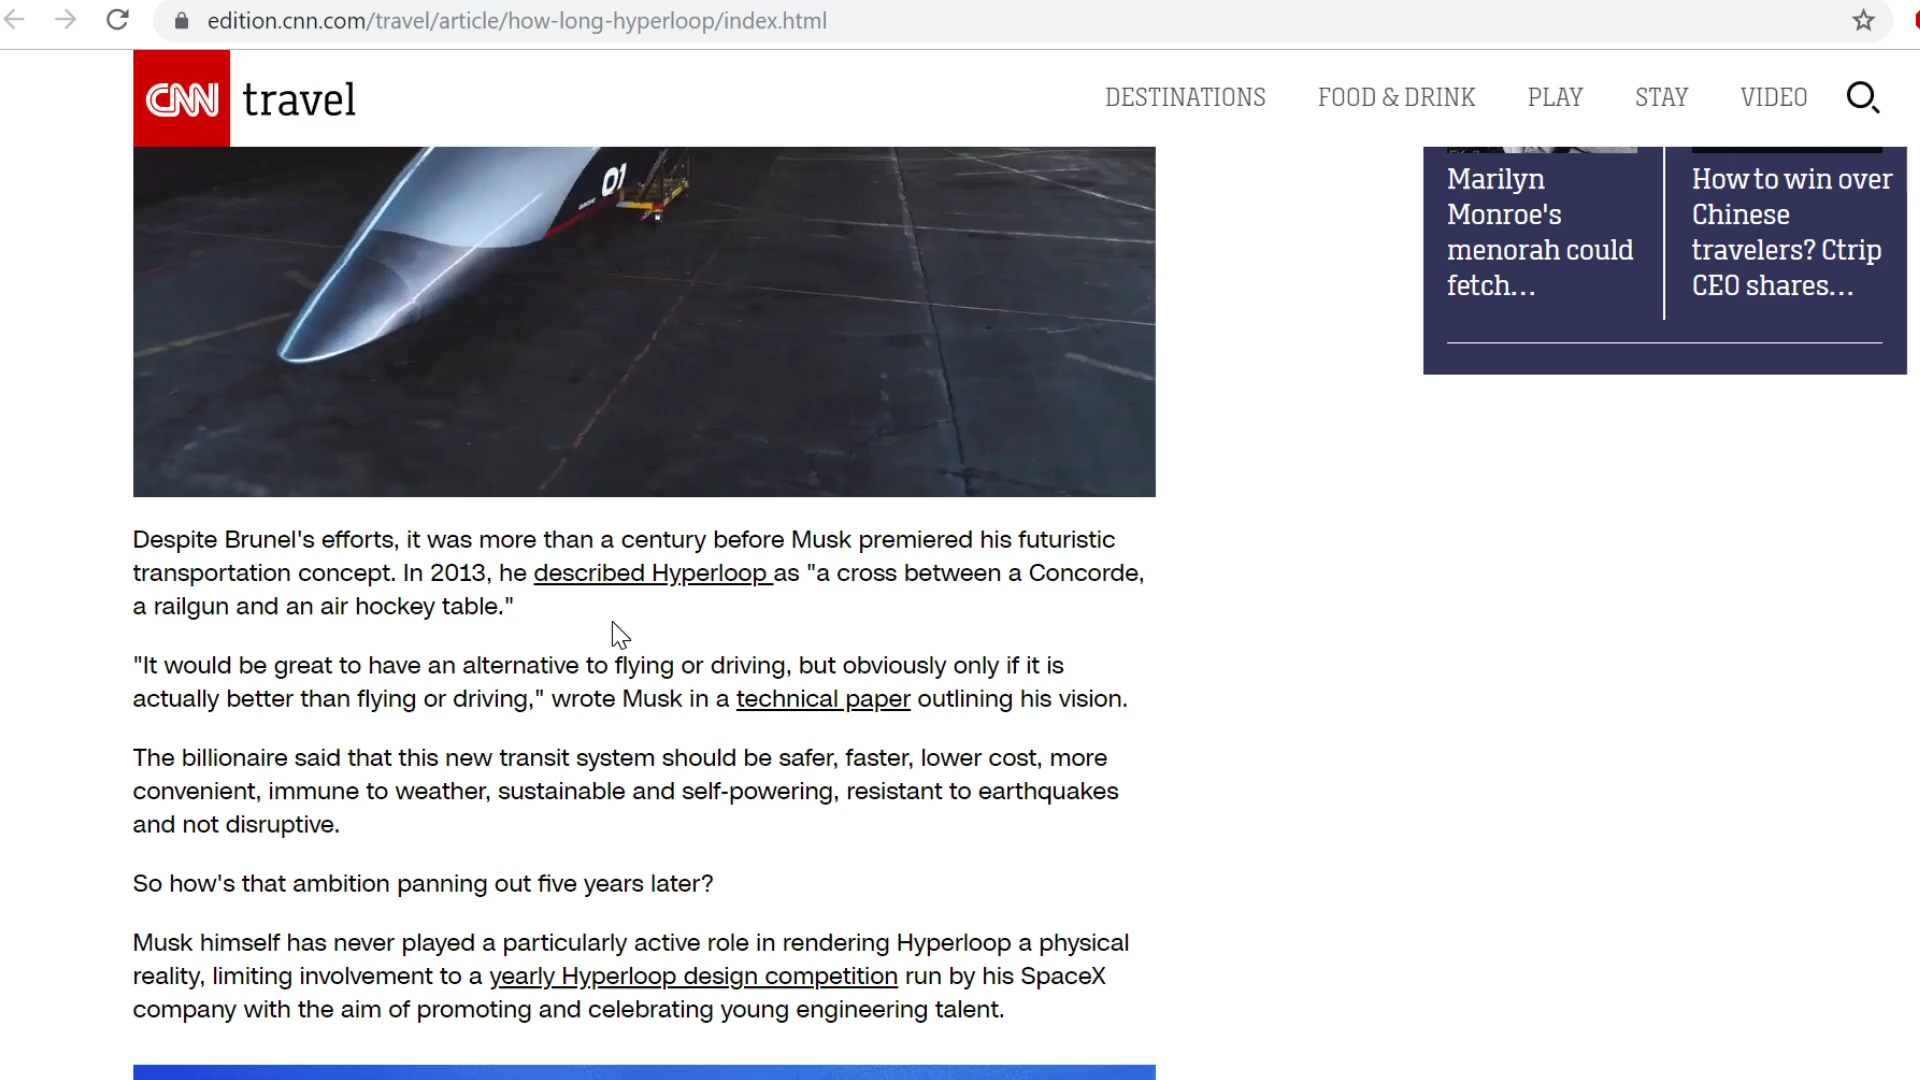 edition.cnn.com/travel/article/how-long-hyperloop/index.html
CNN travel
DESTINATIONS FOOD & DRINK PLAY STAY VIDEO
01
Marilyn
Monroe's
menorah could
fetch...
How to win over
Chinese
travelers? Ctrip
CEO shares...
Despite Brunel's efforts, it was more than a century before Musk premiered his futuristic
transportation concept. In 2013, he described Hyperloop as "a cross between a Concorde,
a railgun and an air hockey table."
"It would be great to have an alternative to flying or driving, but obviously only if it is
actually better than flying or driving," wrote Musk in a technical paper outlining his vision.
The billionaire said that this new transit system should be safer, faster, lower cost, more
convenient, immune to weather, sustainable and self-powering, resistant to earthquakes
and not disruptive.
So how's that ambition panning out five years later?
Musk himself has never played a particularly active role in rendering Hyperloop a physical
reality, limiting involvement to a yearly Hyperloop design competition run by his SpaceX
company with the aim of promoting and celebrating young engineering talent.